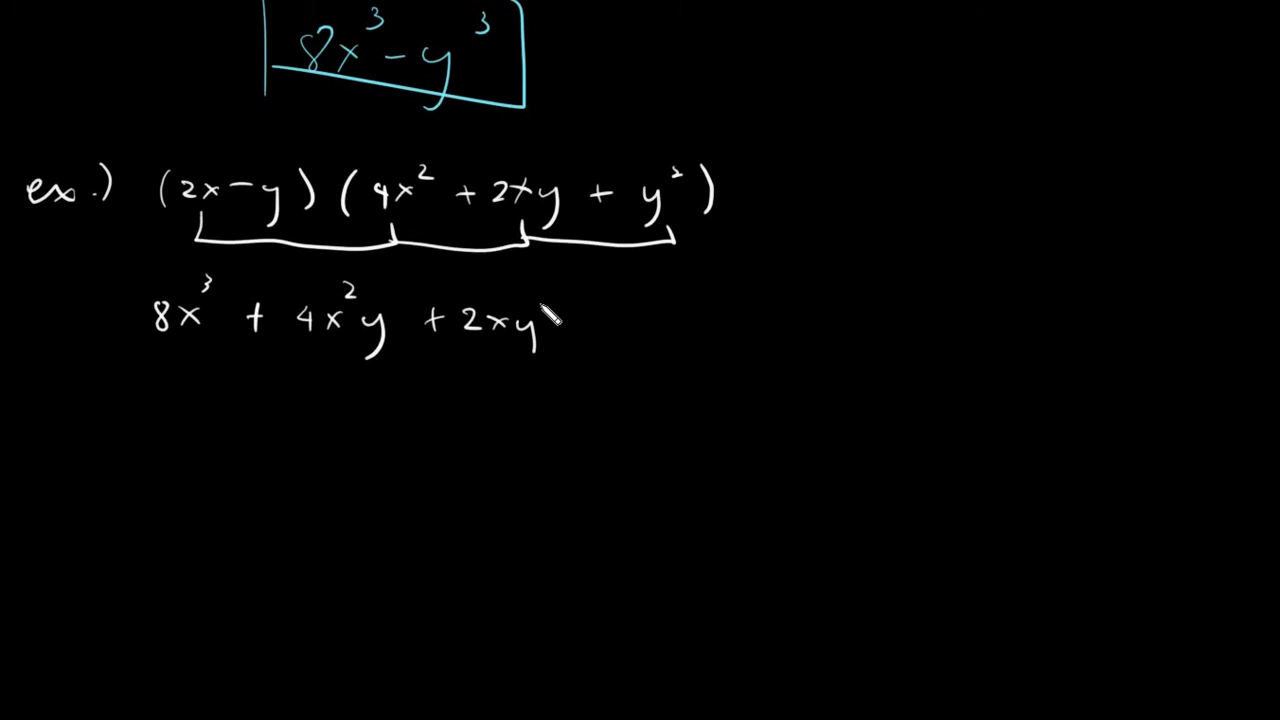 8x³ - y³
ex.) (2x - y) (4x² + 2xy + y²)
8x³ + 4x²y + 2xy